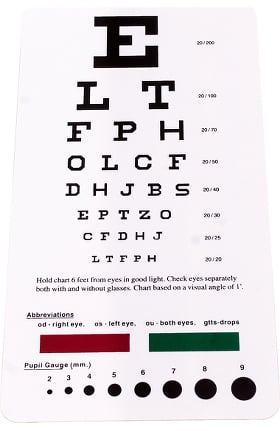 E 20/200
L T 20/100
F P H 20/70
O L C F 20/50
D H J B S 20/40
E P T Z O 20/30
C F D H J 20/25
L T F P H 20/20
Hold chart 6 feet from eyes in good light. Check eyes separately
both with and without glasses. Chart based on a visual angle of 1'.
Abbreviations
od - right eye, os - left eye, ou - both eyes, gtts-drops
Pupil Gauge (mm.)
2 3 4 5 6 7 8 9